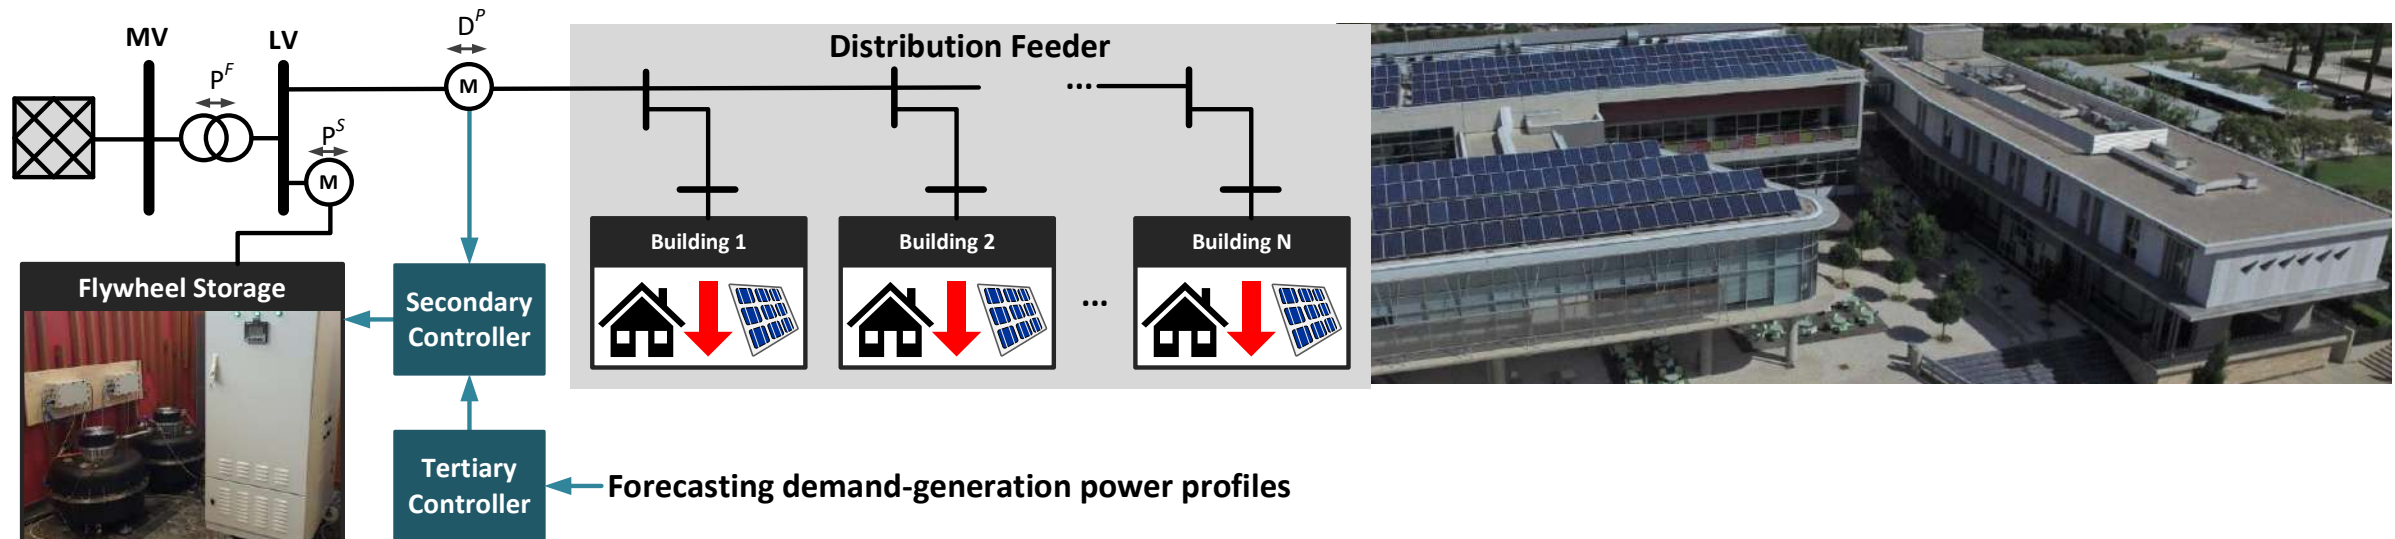 MV
LV
D^P
P^F
P^S
M
M
Distribution Feeder
...
Building 1
Building 2
Building N
...
Flywheel Storage
Secondary
Controller
Tertiary
Controller
Forecasting demand-generation power profiles